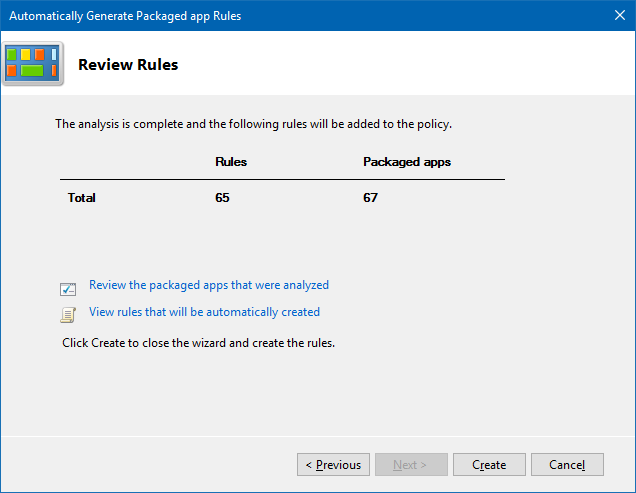 Automatically Generate Packaged app Rules
Review Rules
The analysis is complete and the following rules will be added to the policy.
Rules Packaged apps
Total 65 67
Review the packaged apps that were analyzed
View rules that will be automatically created
Click Create to close the wizard and create the rules.
< Previous Next > Create Cancel